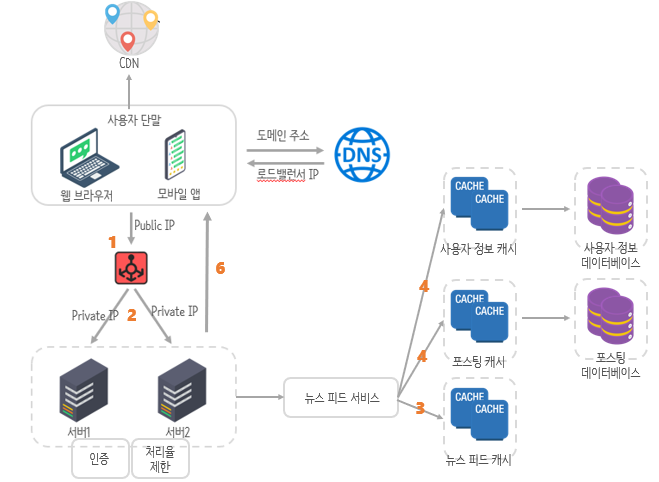 CDN
사용자 단말
웹 브라우저
모바일 앱
도메인 주소
DNS
로드밸런서 IP
Public IP
1
6
Private IP
2
Private IP
서버1
서버2
인증
처리율
제한
뉴스 피드 서비스
4
4
3
CACHE
CACHE
사용자 정보 캐시
사용자 정보
데이터베이스
CACHE
CACHE
포스팅 캐시
포스팅
데이터베이스
CACHE
CACHE
뉴스 피드 캐시